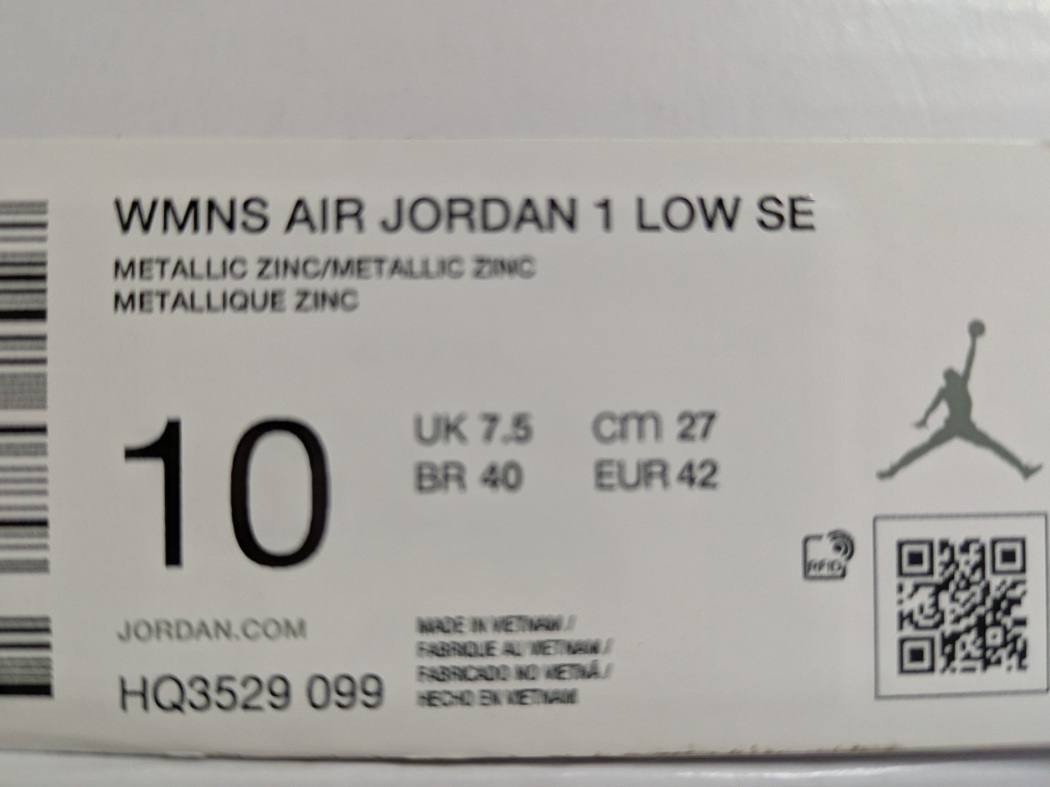 WMNS AIR JORDAN 1 LOW SE
METALLIC ZINC/METALLIC ZINC
METALLIQUE ZINC
10
UK 7.5 cm 27
BR 40 EUR 42
RFID
JORDAN.COM
HQ3529 099
MADE IN VIETNAM /
FABRIQUE AU VIETNAM /
FABRICADO NO VIETNÃ /
HECHO EN VIETNAM